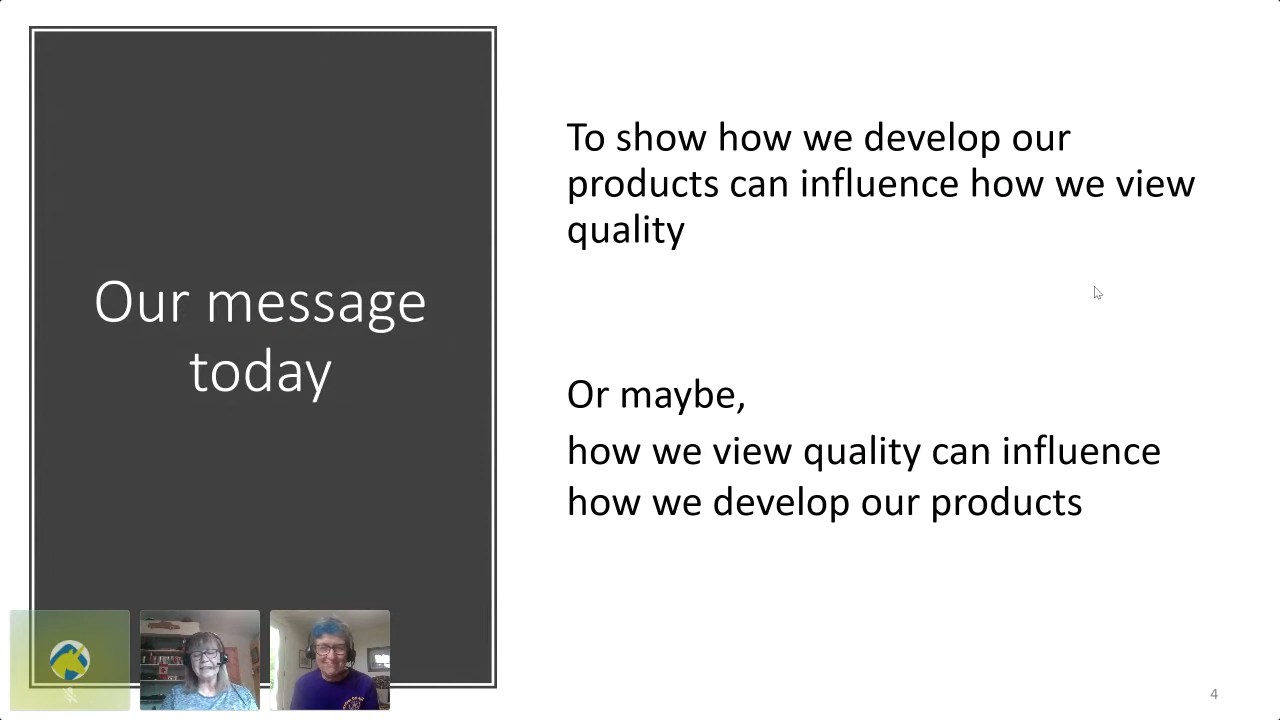 Our message
today
To show how we develop our
products can influence how we view
quality
Or maybe,
how we view quality can influence
how we develop our products
4